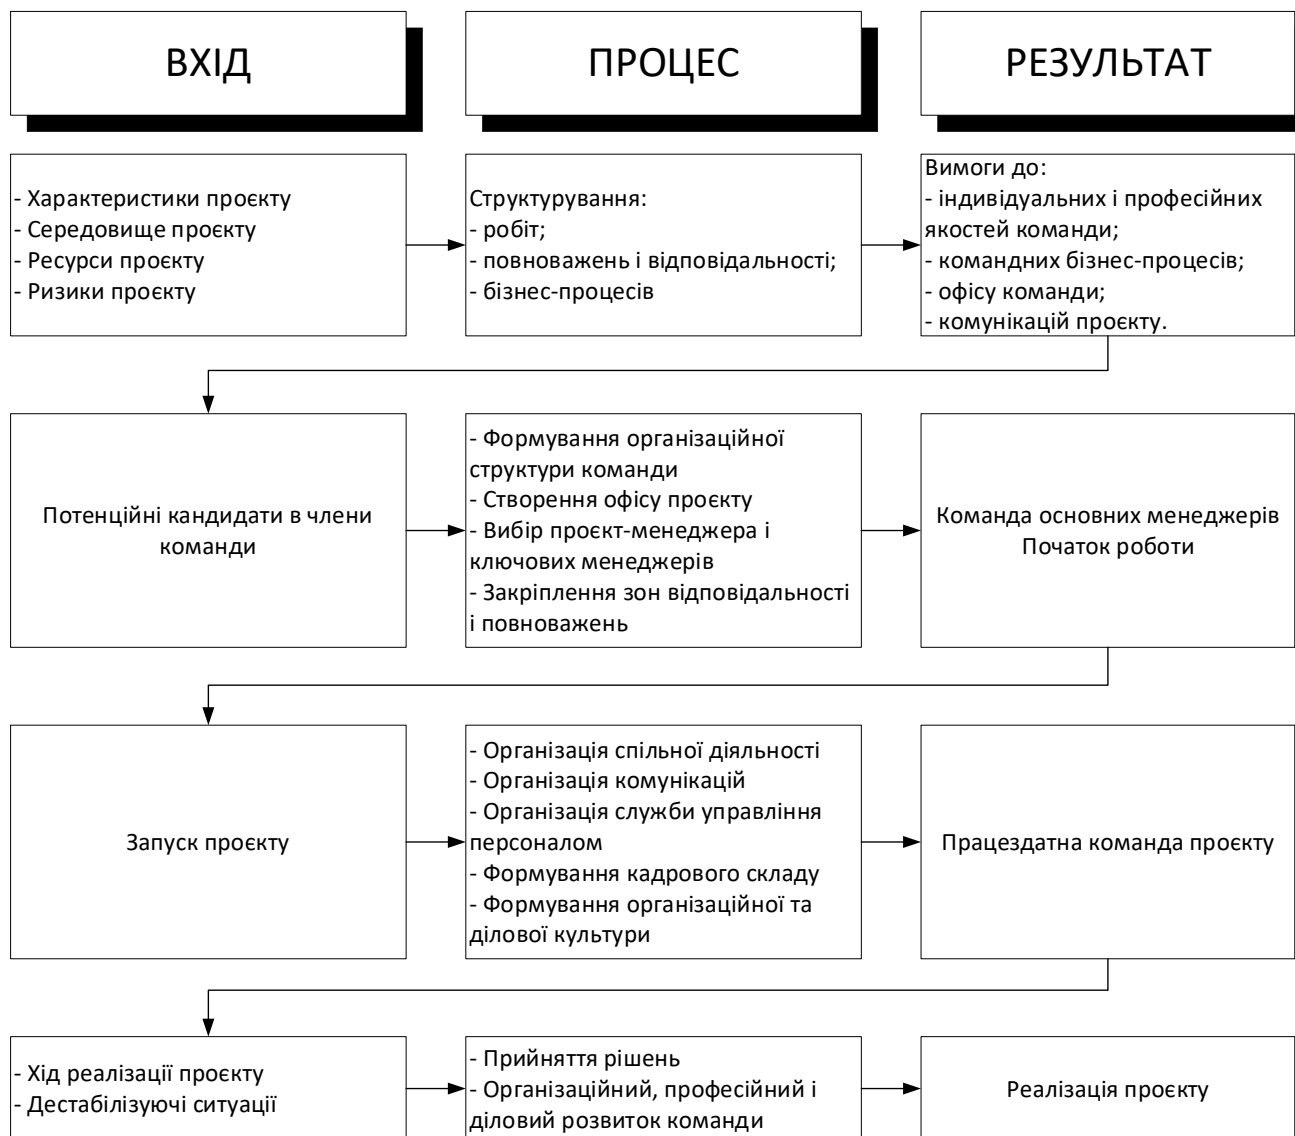 ВХІД
ПРОЦЕС
РЕЗУЛЬТАТ
- Характеристики проєкту
- Середовище проєкту
- Ресурси проєкту
- Ризики проєкту
Структурування:
- робіт;
- повноважень і відповідальності;
- бізнес-процесів
Вимоги до:
- індивідуальних і професійних
якостей команди;
- командних бізнес-процесів;
- офісу команди;
- комунікацій проєкту.
Потенційні кандидати в члени
команди
- Формування організаційної
структури команди
- Створення офісу проєкту
- Вибір проєкт-менеджера і
ключових менеджерів
- Закріплення зон відповідальності
і повноважень
Команда основних менеджерів
Початок роботи
Запуск проєкту
- Організація спільної діяльності
- Організація комунікацій
- Організація служби управління
персоналом
- Формування кадрового складу
- Формування організаційної та
ділової культури
Працездатна команда проєкту
- Хід реалізації проєкту
- Дестабілізуючі ситуації
- Прийняття рішень
- Організаційний, професійний і
діловий розвиток команди
Реалізація проєкту